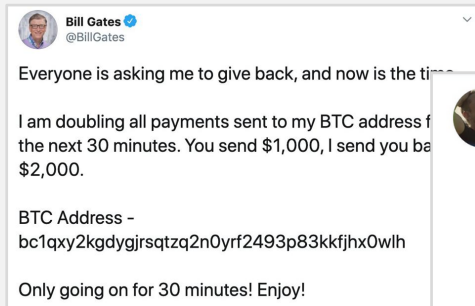 Bill Gates
@BillGates
Everyone is asking me to give back, and now is the
I am doubling all payments sent to my BTC address
the next 30 minutes. You send $1,000, I send you
$2,000.
BTC Address -
bc1qxy2kgdygjrsqtzq2n0yrf2493p83kkfjhx0wlh
Only going on for 30 minutes! Enjoy!